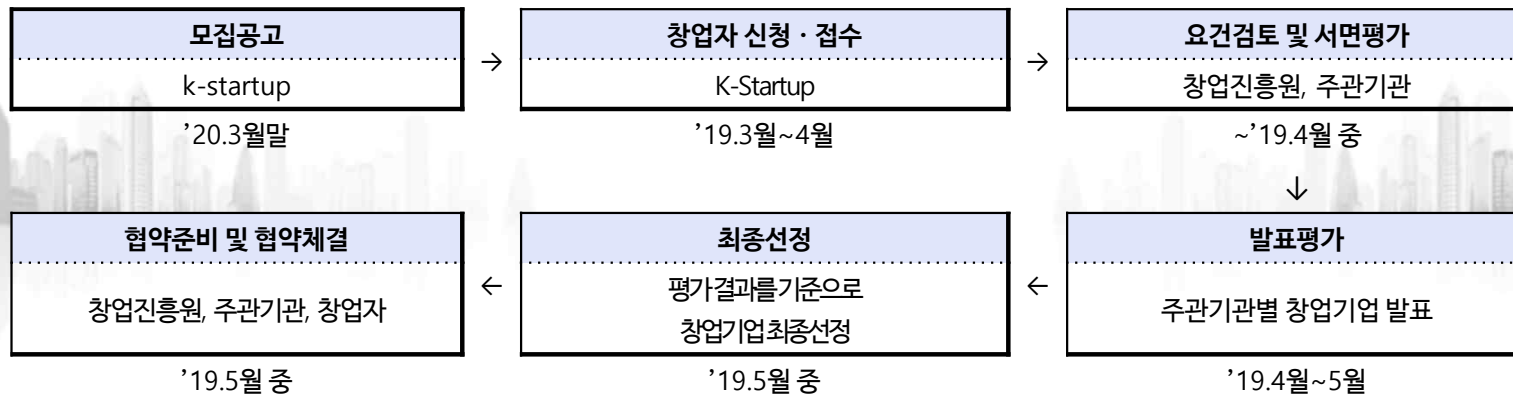 모집공고
k-startup
’20.3월말
→
창업자 신청 · 접수
K-Startup
’19.3월~4월
→
요건검토 및 서면평가
창업진흥원, 주관기관
~’19.4월 중
↓
발표평가
주관기관별 창업기업 발표
’19.4월~5월
←
최종선정
평가결과를기준으로
창업기업최종선정
’19.5월 중
←
협약준비 및 협약체결
창업진흥원, 주관기관, 창업자
’19.5월 중